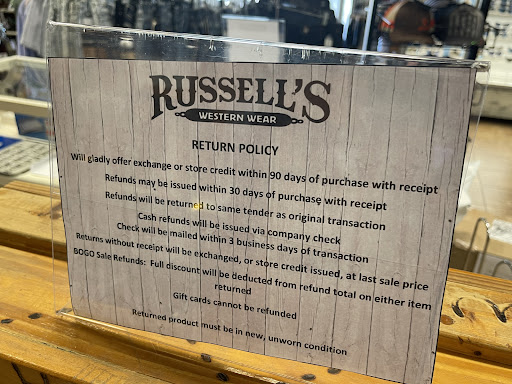 RUSSELL'S
WESTERN WEAR
RETURN POLICY
Will gladly offer exchange or store credit within 90 days of purchase with receipt
Refunds may be issued within 30 days of purchase with receipt
Refunds will be returned to same tender as original transaction
Cash refunds will be issued via company check
Check will be mailed within 3 business days of transaction
Returns without receipt will be exchanged, or store credit issued, at last sale price
BOGO Sale Refunds: Full discount will be deducted from refund total on either item
returned
Gift cards cannot be refunded
Returned product must be in new, unworn condition